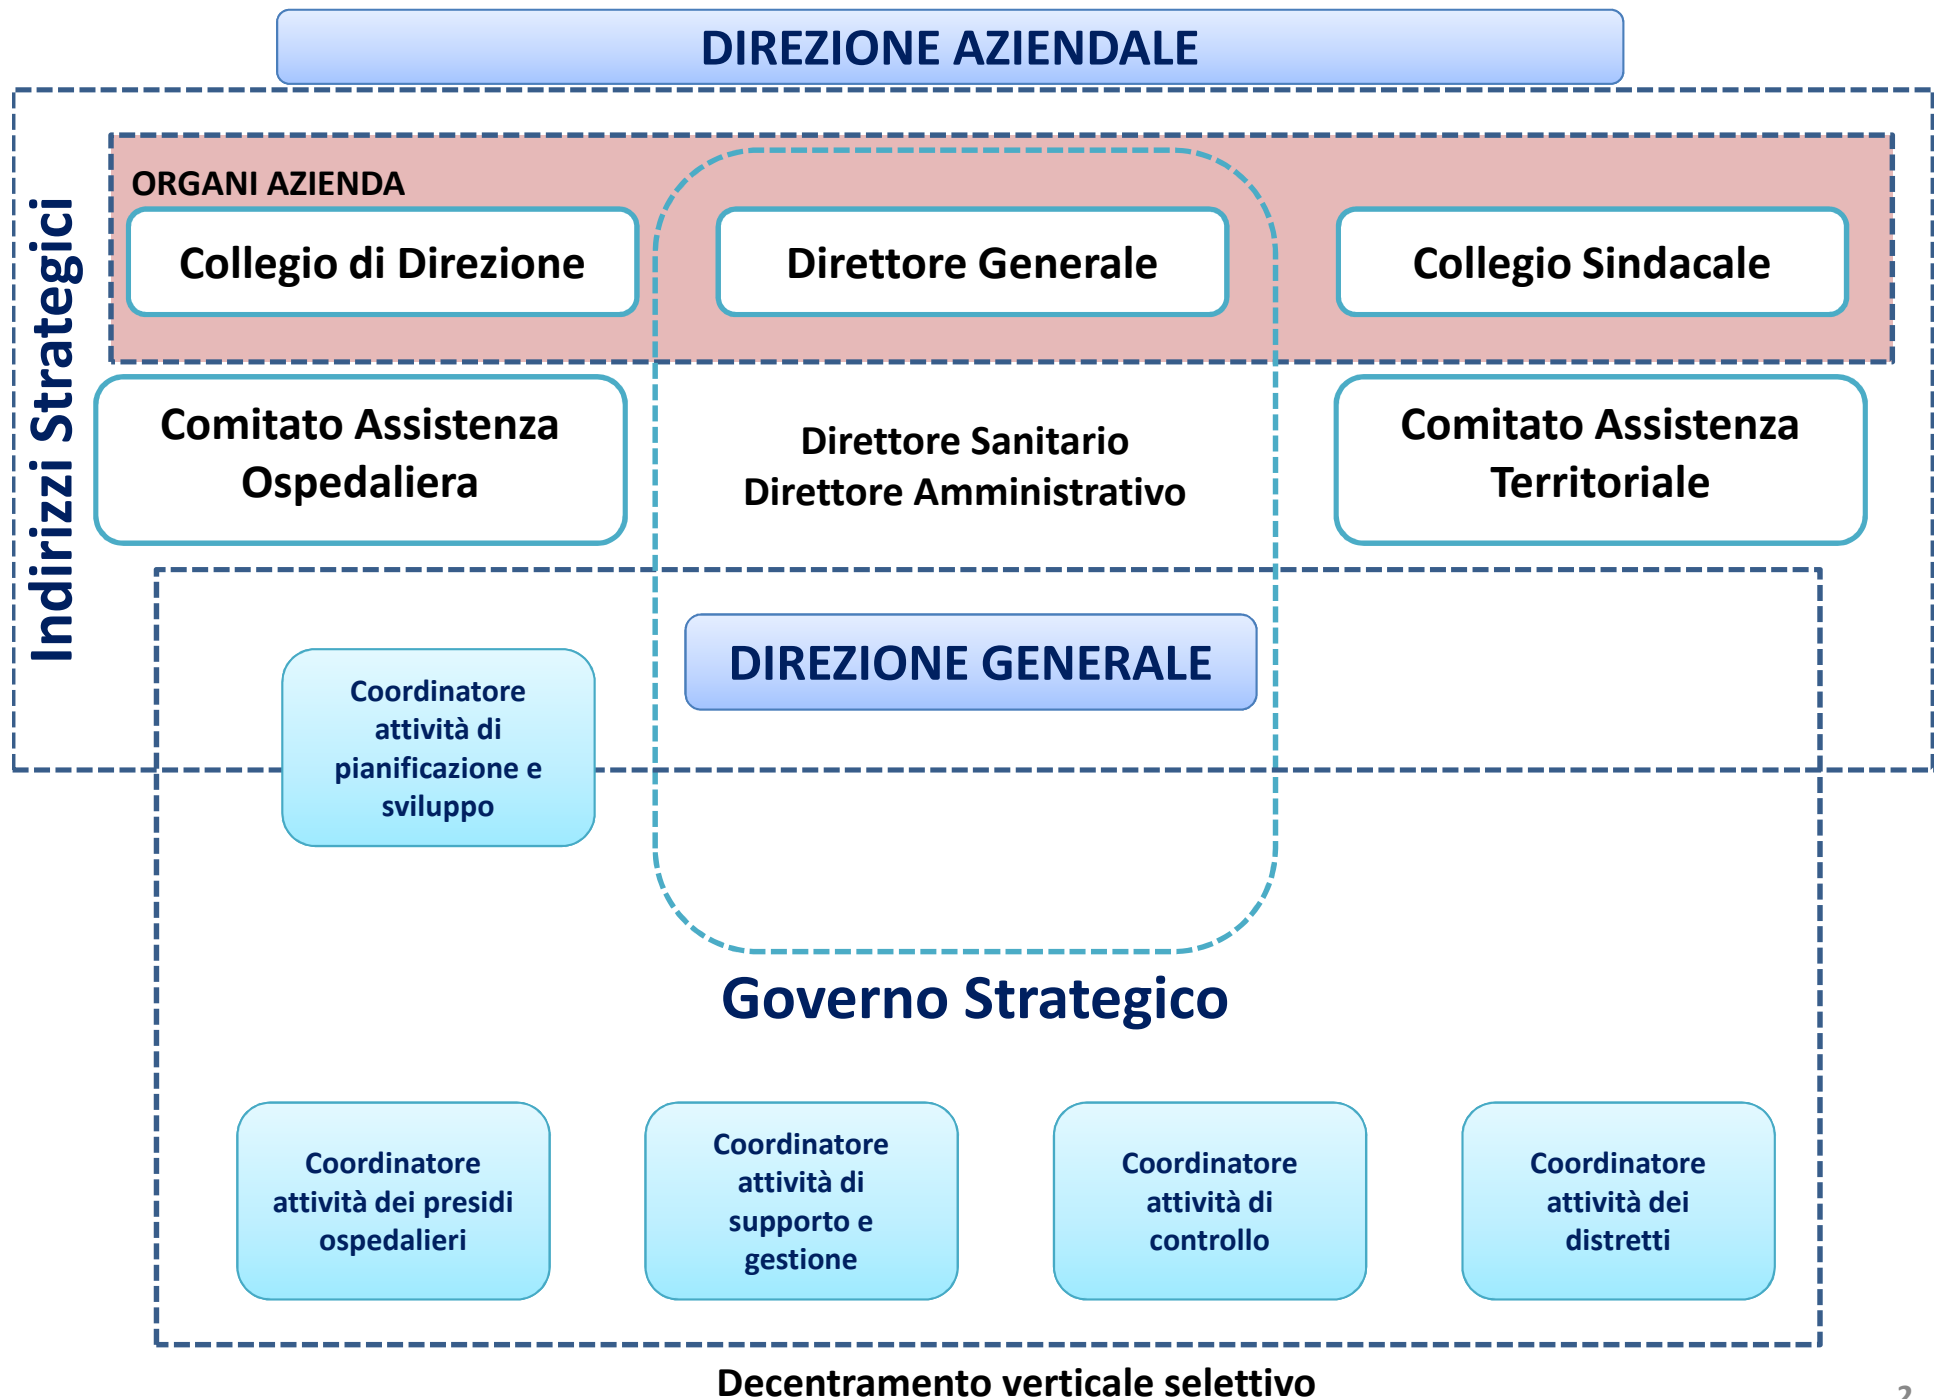 DIREZIONE AZIENDALE
Indirizzi Strategici
ORGANI AZIENDA
Collegio di Direzione
Direttore Generale
Collegio Sindacale
Comitato Assistenza
Ospedaliera
Direttore Sanitario
Direttore Amministrativo
Comitato Assistenza
Territoriale
DIREZIONE GENERALE
Coordinatore
attività di
pianificazione e
sviluppo
Governo Strategico
Coordinatore
attività dei presidi
ospedalieri
Coordinatore
attività di
supporto e
gestione
Coordinatore
attività di
controllo
Coordinatore
attività dei
distretti
Decentramento verticale selettivo
2